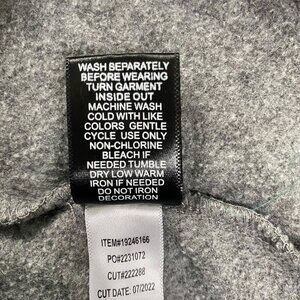 WASH SEPARATELY
BEFORE WEARING
TURN GARMENT
INSIDE OUT
MACHINE WASH
COLD WITH LIKE
COLORS GENTLE
CYCLE USE ONLY
NON-CHLORINE
BLEACH IF
NEEDED TUMBLE
DRY LOW WARM
IRON IF NEEDED
DO NOT IRON
DECORATION
ITEM#19246166
PO#2231072
CUT#222288
CUT DATE: 07/2022